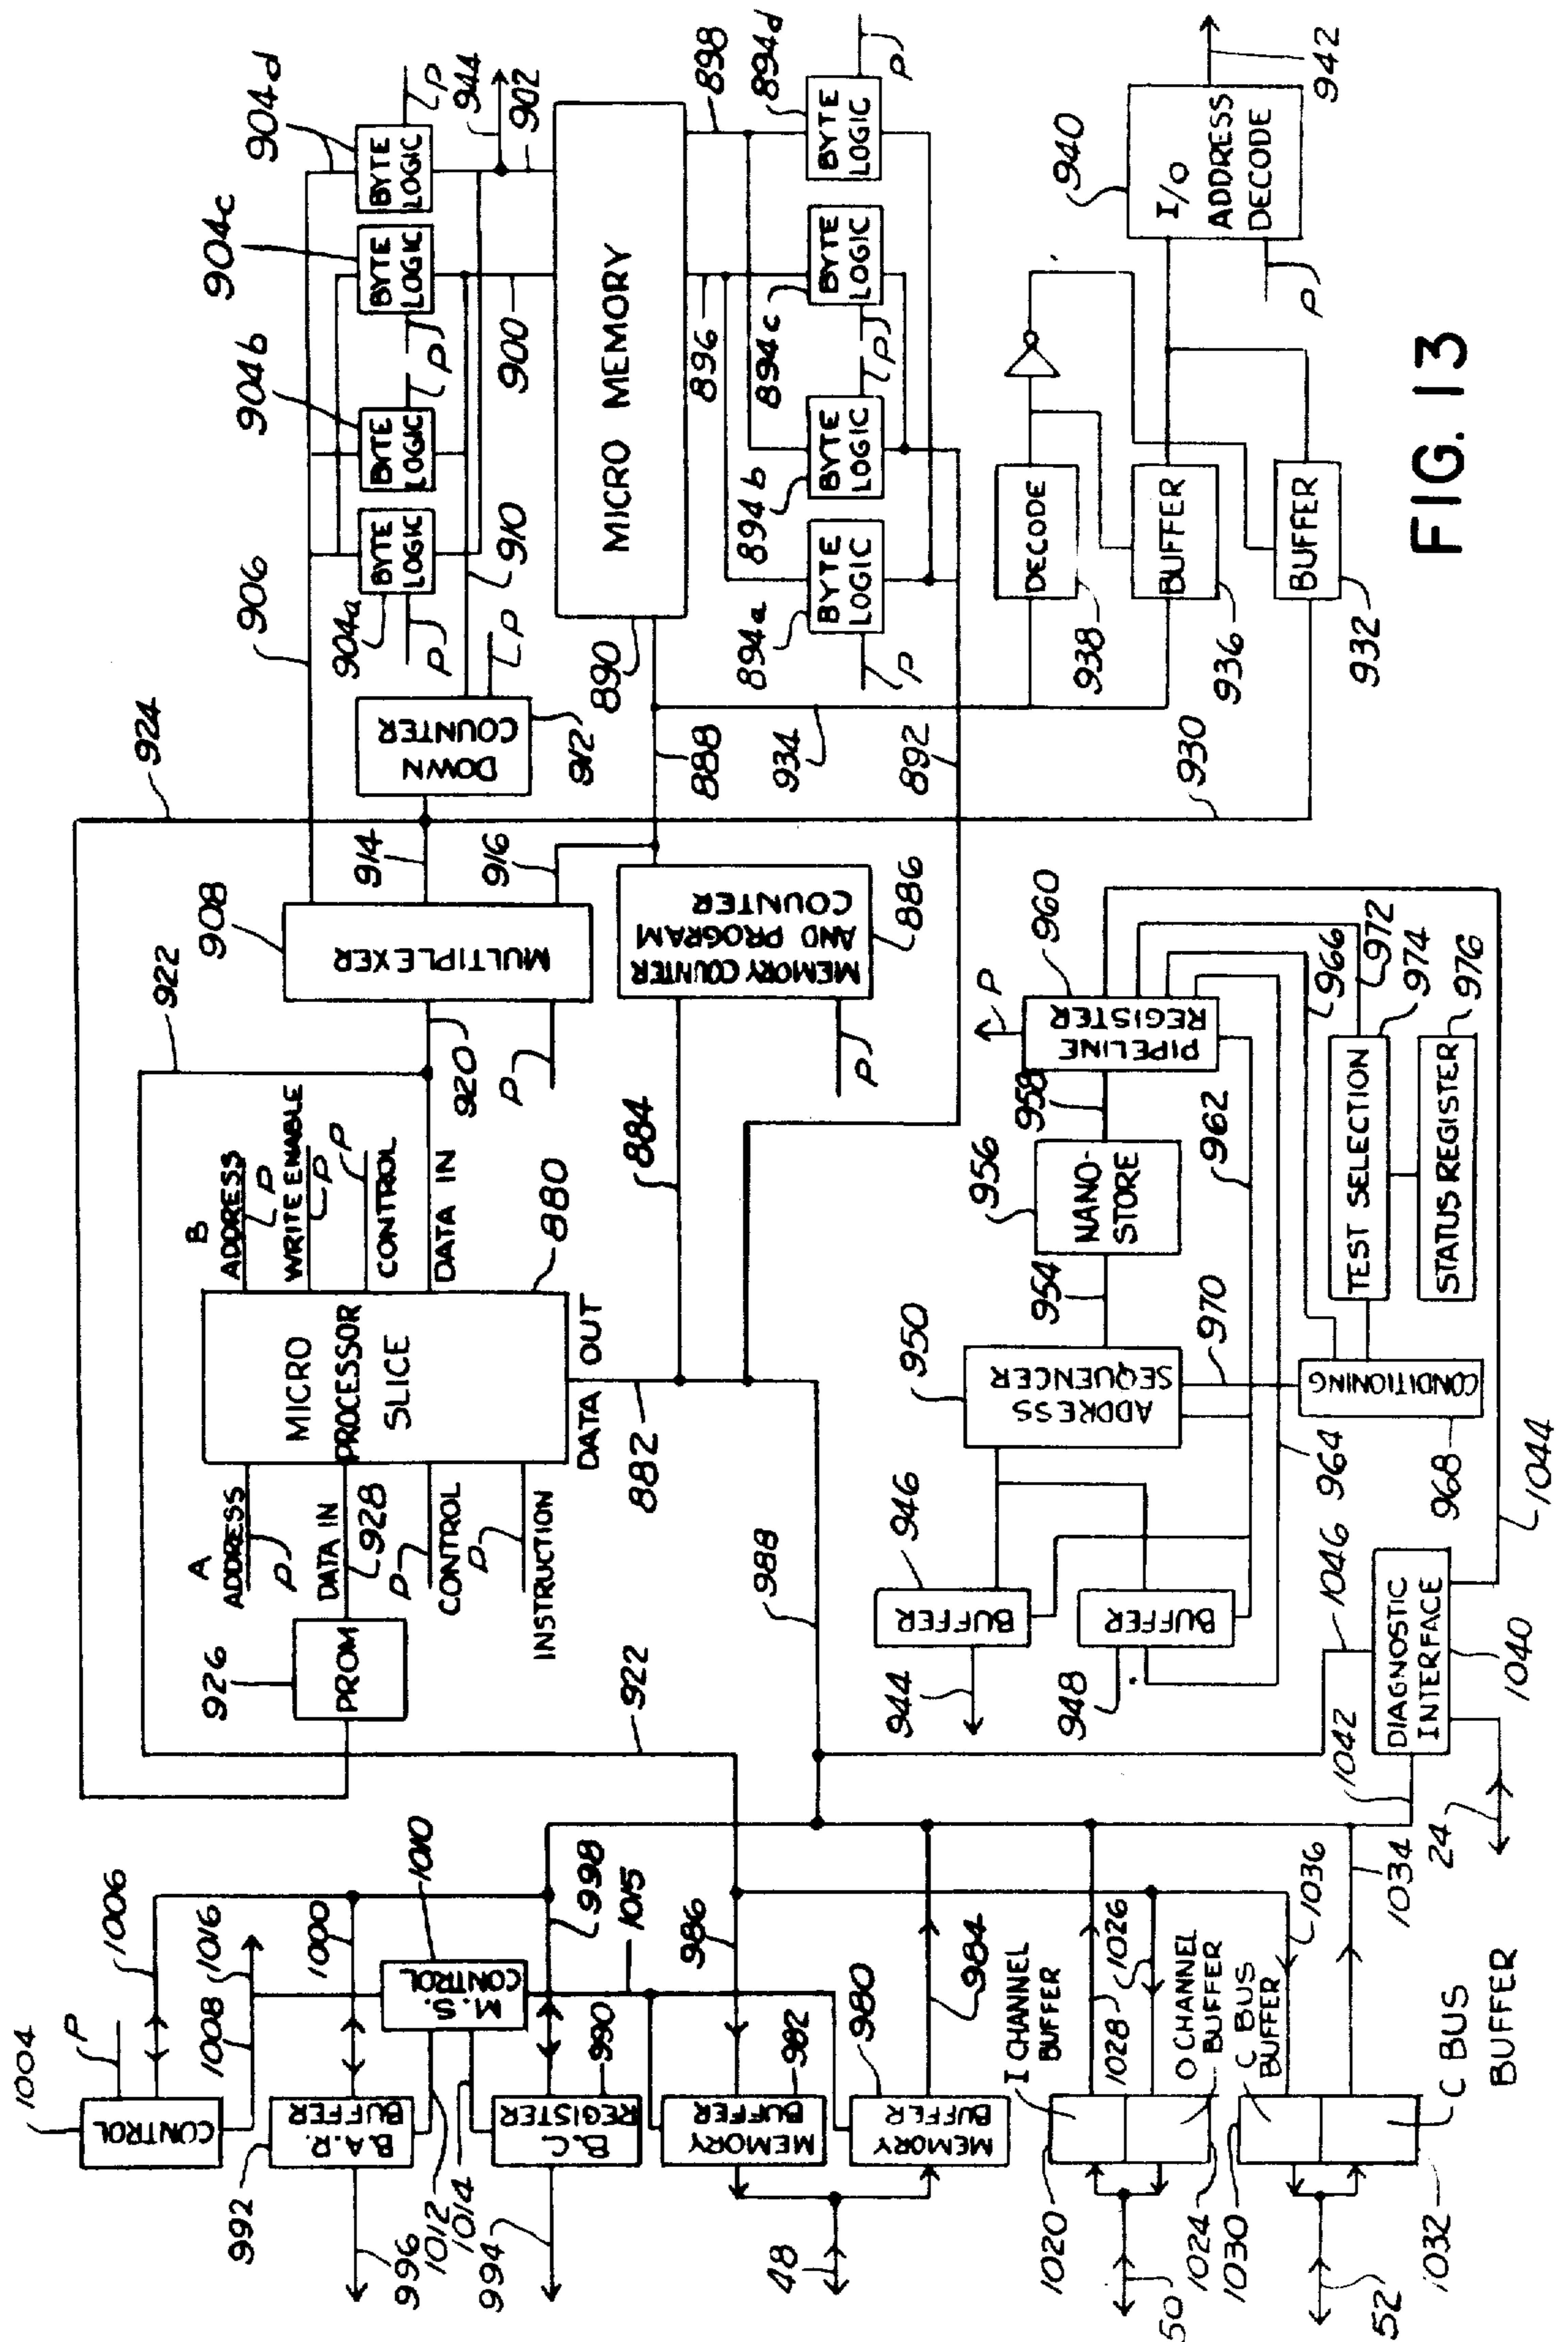 1004
P
1006
CONTROL
1008
1016
992
B.A.R.
BUFFER
1000
996
1012
1014
M.S.
CONTROL
1010
994
B.C.
REGISTER
990
998
1015
MEMORY
BUFFER
982
986
48
MEMORY
BUFFER
980
984
I CHANNEL
BUFFER
1020
1028
1026
50
1024
O CHANNEL
BUFFER
1030
C BUS
BUFFER
1036
52
1032
1034
C BUS
BUFFER
922
926
PROM
A
ADDRESS
P
DATA IN
928
P
CONTROL
P
INSTRUCTION
MICRO
PROCESSOR
SLICE
880
B
ADDRESS
P
WRITE ENABLE
P
CONTROL
P
DATA IN
DATA OUT
882
884
988
922
920
P
908
MULTIPLEXER
924
906
914
916
MEMORY COUNTER
AND PROGRAM
COUNTER
886
P
888
DOWN
COUNTER
912
P
910
904a
BYTE
LOGIC
P
904b
BYTE
LOGIC
P
904c
BYTE
LOGIC
P
904d
BYTE
LOGIC
P
944
902
900
MICRO MEMORY
890
896
898
894a
BYTE
LOGIC
P
894b
BYTE
LOGIC
P
894c
BYTE
LOGIC
894d
BYTE
LOGIC
P
892
934
930
DECODE
938
BUFFER
936
BUFFER
932
940
I/O
ADDRESS
DECODE
P
942
944
946
BUFFER
948
BUFFER
950
ADDRESS
SEQUENCER
954
956
NANO-
STORE
958
960
PIPELINE
REGISTER
P
962
964
970
966
972
974
TEST SELECTION
976
STATUS REGISTER
CONDITIONING
968
1044
1046
1042
DIAGNOSTIC
INTERFACE
1040
24
FIG. 13